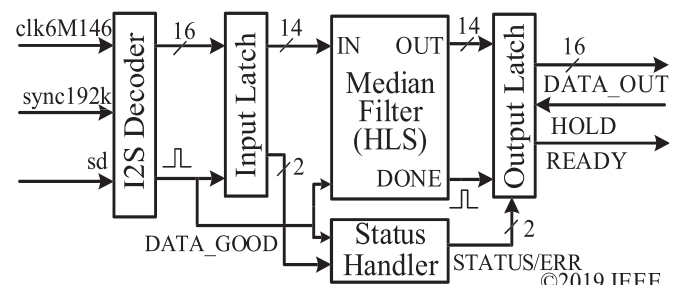 clk6M146
sync192k
sd
I2S Decoder
16
Input Latch
14
2
DATA_GOOD
IN OUT
Median
Filter
(HLS)
DONE
Status
Handler
14
Output Latch
16
DATA_OUT
HOLD
READY
2
STATUS/ERR
©2019 IEEE